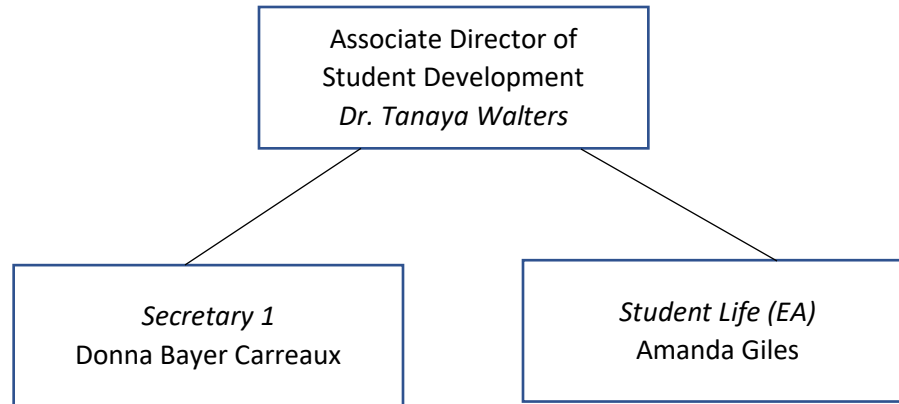 Associate Director of
Student Development
Dr. Tanaya Walters
Secretary 1
Donna Bayer Carreaux
Student Life (EA)
Amanda Giles